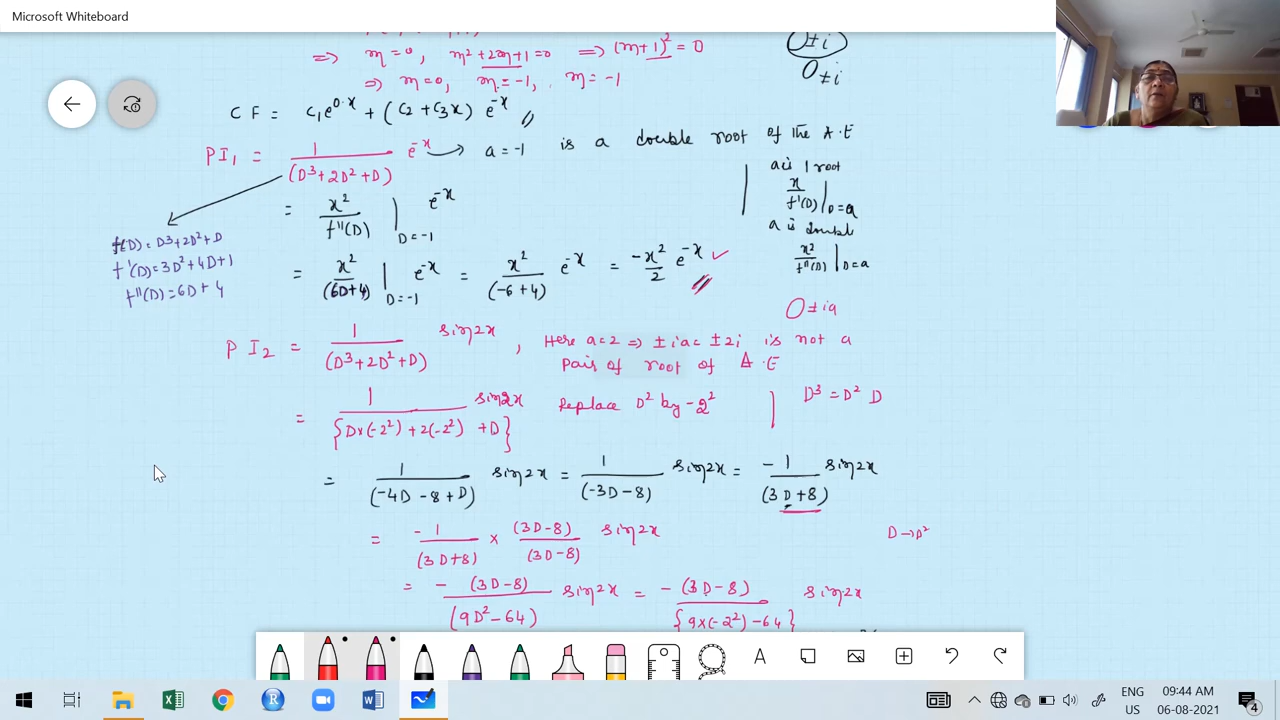 Microsoft Whiteboard
⇒ m = 0, m² + 2m + 1 = 0 ⇒ (m+1)² = 0
⇒ m = 0, m = -1, m = -1
0 ± i
0 ± i
CF = C₁e^{0·x} + (C₂ + C₃x) e^{-x}
PI₁ = 1/(D³+2D²+D) e^{-x} → a = -1 is a double root of the A.E
= x²/f''(D) |_{D=-1} e^{-x}
a is 1 root
x/f'(D) |_{D=a}
a is double
x²/f''(D) |_{D=a}
f(D) = D³+2D²+D
f'(D) = 3D²+4D+1
f''(D) = 6D+4
= x²/(6D+4) |_{D=-1} e^{-x} = x²/(-6+4) e^{-x} = -x²/2 e^{-x}
0 ± ia
PI₂ = 1/(D³+2D²+D) sin2x , Here a=2 ⇒ ±ia = ±2i is not a
pair of root of A.E
= 1/{D×(-2²)+2(-2²)+D} sin2x Replace D² by -2² | D³ = D² D
= 1/(-4D-8+D) sin2x = 1/(-3D-8) sin2x = -1/(3D+8) sin2x
= -1/(3D+8) × (3D-8)/(3D-8) sin2x D→D²
= -(3D-8)/(9D²-64) sin2x = -(3D-8)/{9×(-2²)-64} sin2x
A
ENG
US
09:44 AM
06-08-2021
4